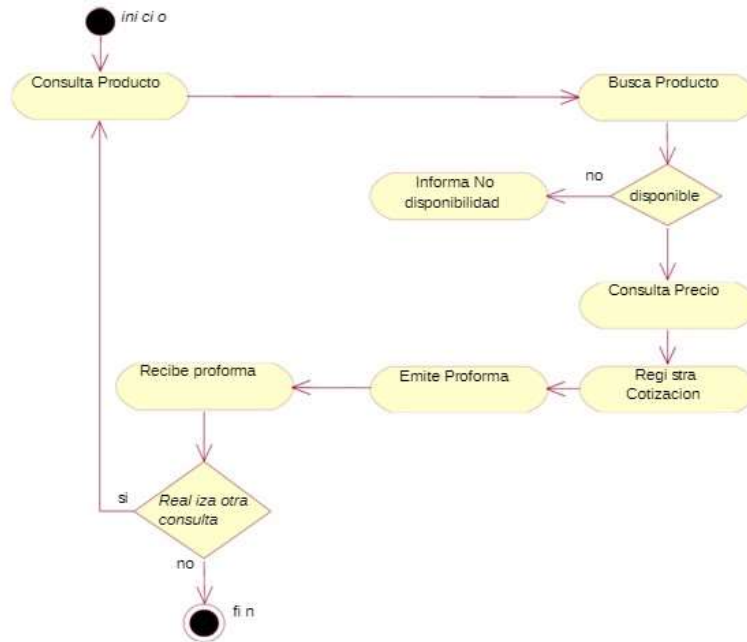 ini ci o
Consulta Producto
Busca Producto
no
disponible
Informa No
disponibilidad
Consulta Precio
Regi stra
Cotizacion
Emite Proforma
Recibe proforma
si
Real iza otra
consulta
no
fi n